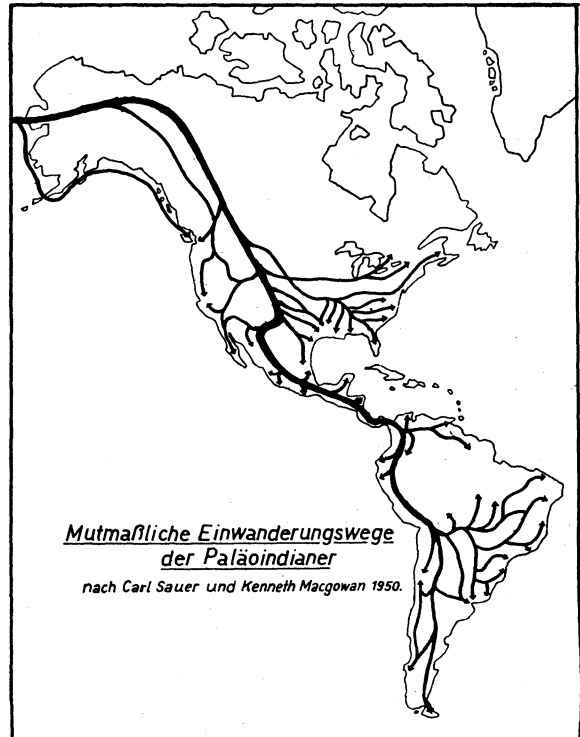 Mutmaßliche Einwanderungswege
der Paläoindianer
nach Carl Sauer und Kenneth Macgowan 1950.